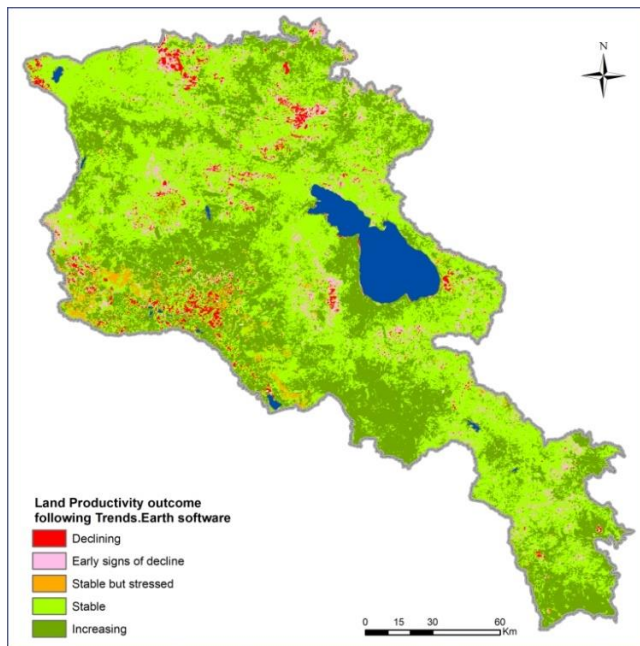 N
Land Productivity outcome
following Trends.Earth software
Declining
Early signs of decline
Stable but stressed
Stable
Increasing
0 15 30 60
Km